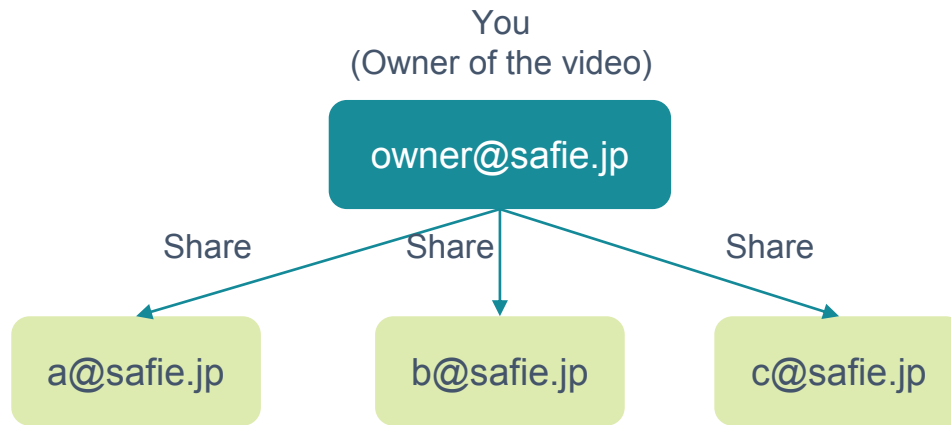 You
(Owner of the video)
owner@safie.jp
Share
Share
Share
a@safie.jp
b@safie.jp
c@safie.jp